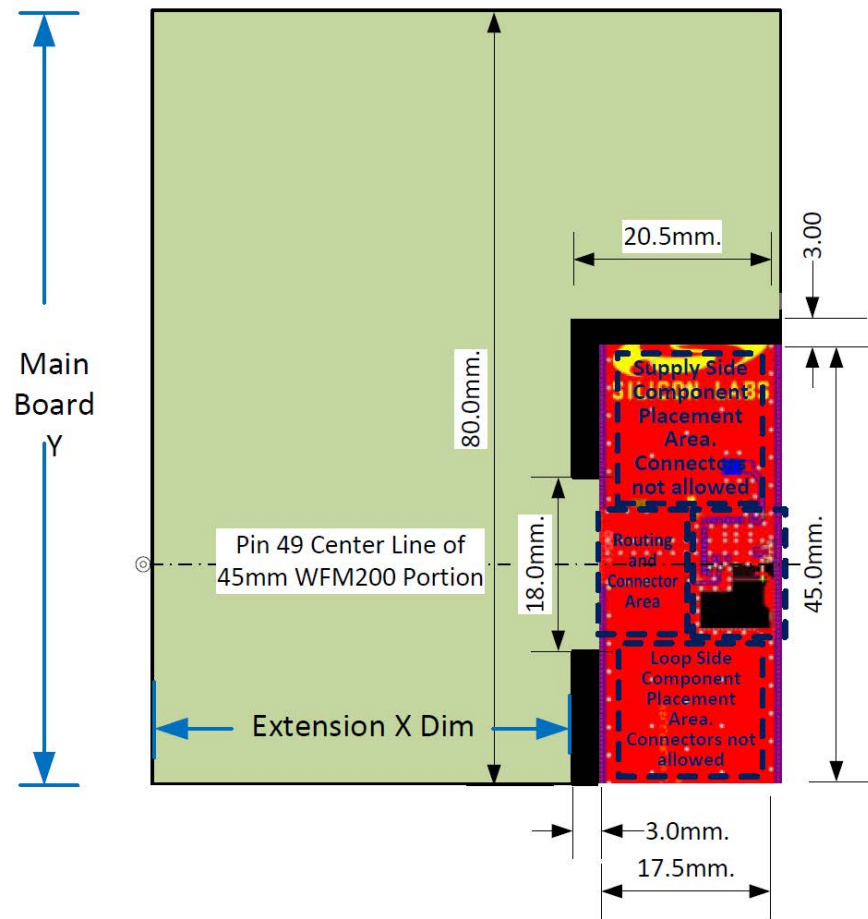 20.5mm.
3.00
Main
Board
Y
80.0mm.
Supply Side
SILICON LABS
Component
Placement
Area.
Connectors
not allowed
Pin 49 Center Line of
45mm WFM200 Portion
18.0mm.
Routing
and
Connector
Area
45.0mm.
Loop Side
Component
Placement
Area.
Connectors not
allowed
Extension X Dim
3.0mm.
17.5mm.